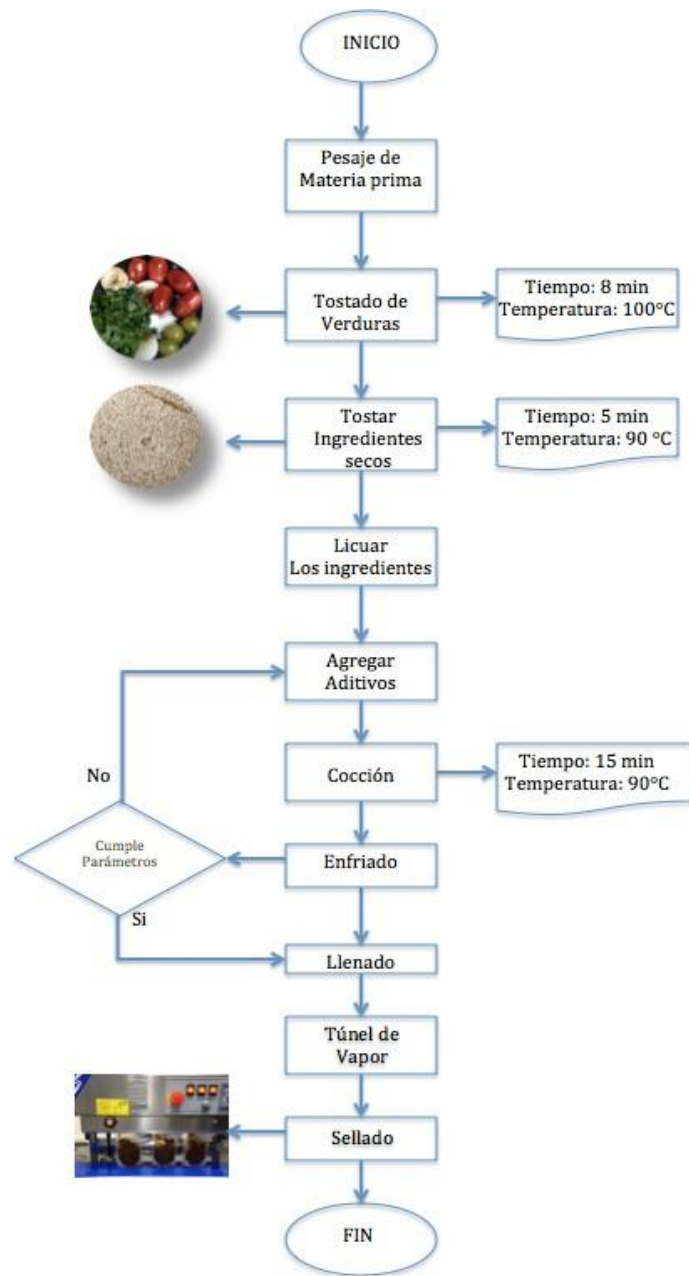 INICIO
Pesaje de
Materia prima
Tostado de
Verduras
Tiempo: 8 min
Temperatura: 100°C
Tostar
Ingredientes
secos
Tiempo: 5 min
Temperatura: 90 °C
Licuar
Los ingredientes
Agregar
Aditivos
Cocción
Tiempo: 15 min
Temperatura: 90°C
No
Cumple
Parámetros
Enfriado
Si
Llenado
Túnel de
Vapor
Sellado
FIN